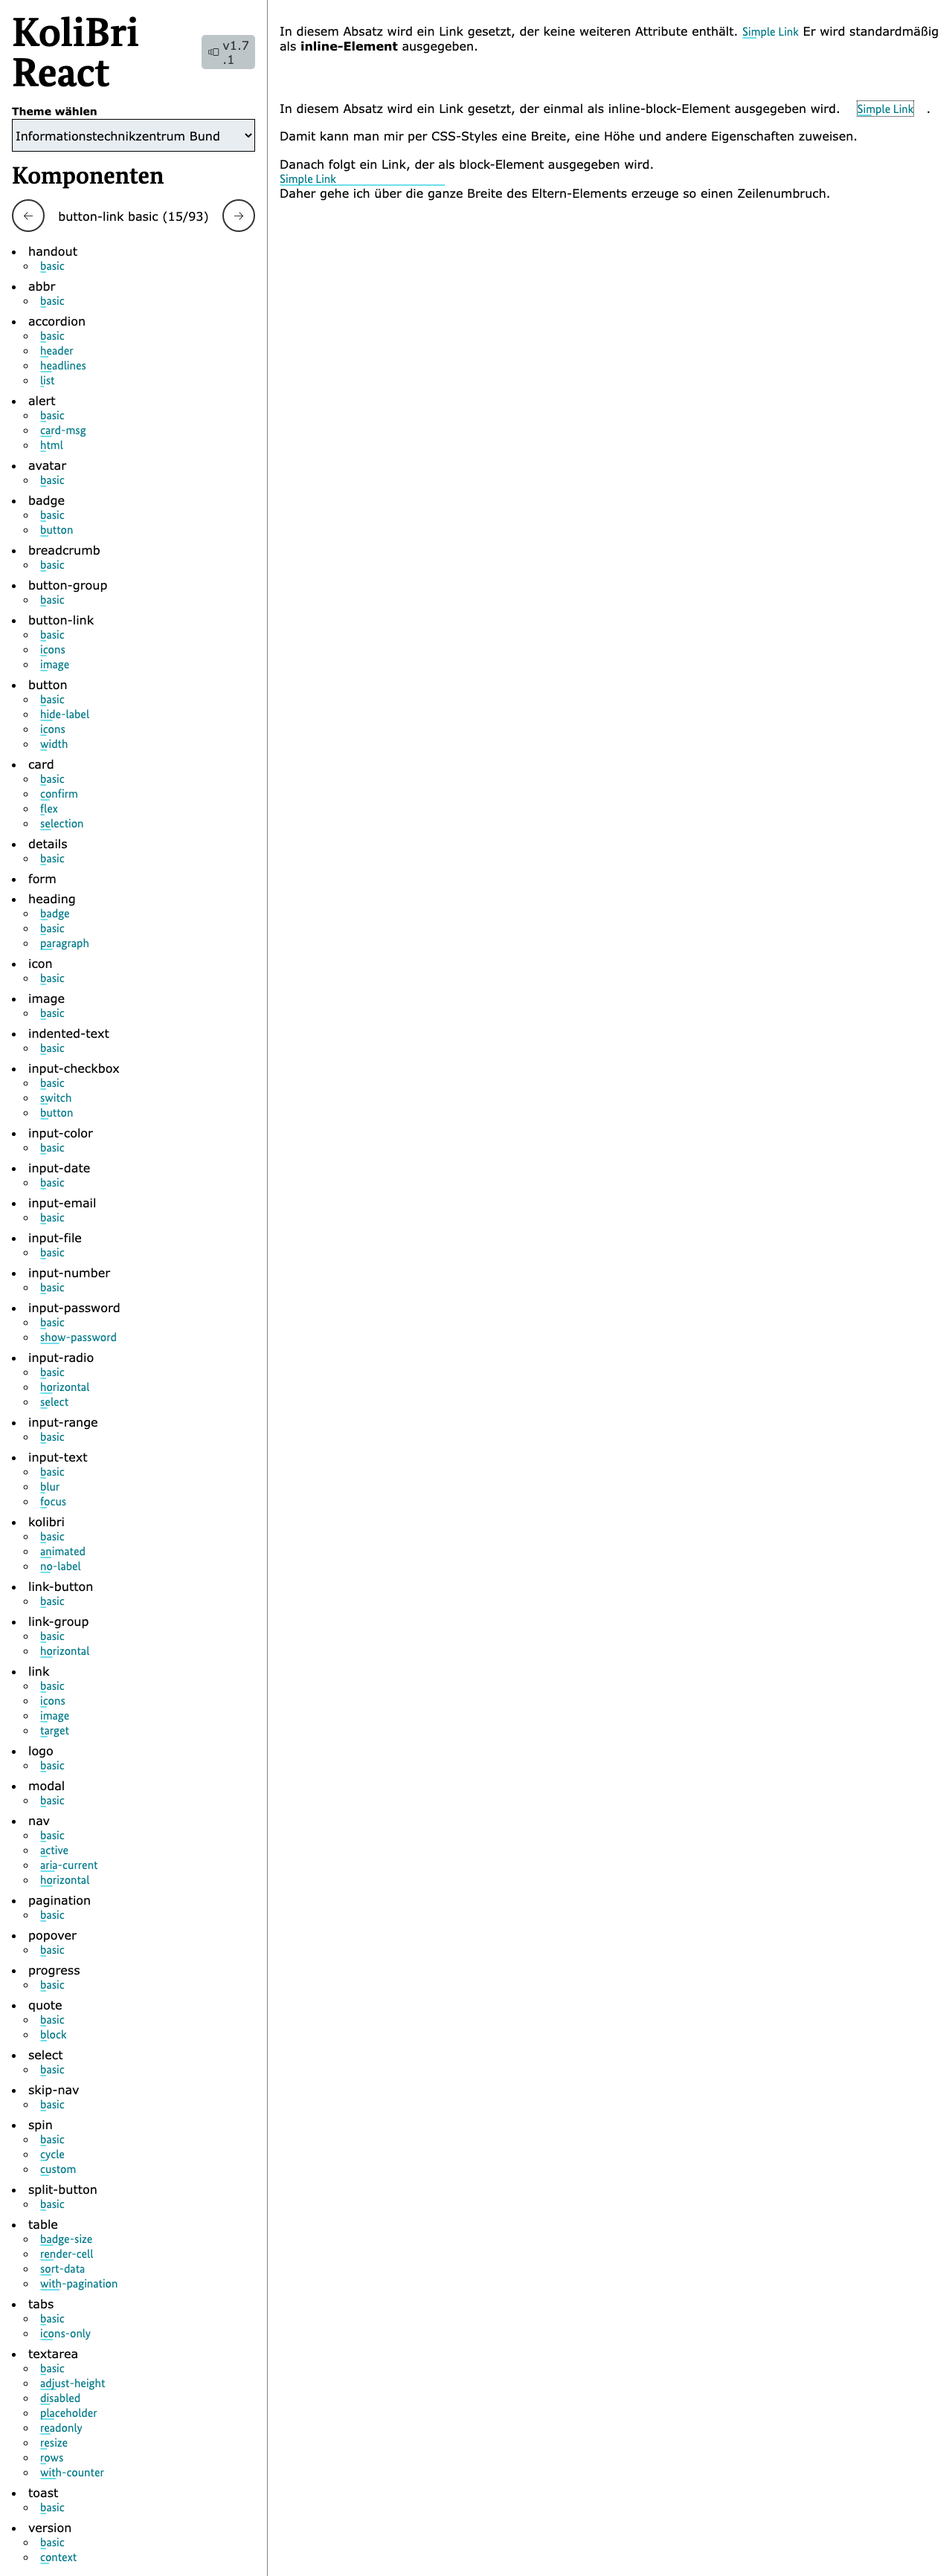 KoliBri
React
v1.7
.1
Theme wählen
Informationstechnikzentrum Bund
Komponenten
button-link basic (15/93)
handout
basic
abbr
basic
accordion
basic
header
headlines
list
alert
basic
card-msg
html
avatar
basic
badge
basic
button
breadcrumb
basic
button-group
basic
button-link
basic
icons
image
button
basic
hide-label
icons
width
card
basic
confirm
flex
selection
details
basic
form
heading
badge
basic
paragraph
icon
basic
image
basic
indented-text
basic
input-checkbox
basic
switch
button
input-color
basic
input-date
basic
input-email
basic
input-file
basic
input-number
basic
input-password
basic
show-password
input-radio
basic
horizontal
select
input-range
basic
input-text
basic
blur
focus
kolibri
basic
animated
no-label
link-button
basic
link-group
basic
horizontal
link
basic
icons
image
target
logo
basic
modal
basic
nav
basic
active
aria-current
horizontal
pagination
basic
popover
basic
progress
basic
quote
basic
block
select
basic
skip-nav
basic
spin
basic
cycle
custom
split-button
basic
table
badge-size
render-cell
sort-data
with-pagination
tabs
basic
icons-only
textarea
basic
adjust-height
disabled
placeholder
readonly
resize
rows
with-counter
toast
basic
version
basic
context
In diesem Absatz wird ein Link gesetzt, der keine weiteren Attribute enthält. Simple Link Er wird standardmäßig
als inline-Element ausgegeben.
In diesem Absatz wird ein Link gesetzt, der einmal als inline-block-Element ausgegeben wird. Simple Link .
Damit kann man mir per CSS-Styles eine Breite, eine Höhe und andere Eigenschaften zuweisen.
Danach folgt ein Link, der als block-Element ausgegeben wird.
Simple Link
Daher gehe ich über die ganze Breite des Eltern-Elements erzeuge so einen Zeilenumbruch.